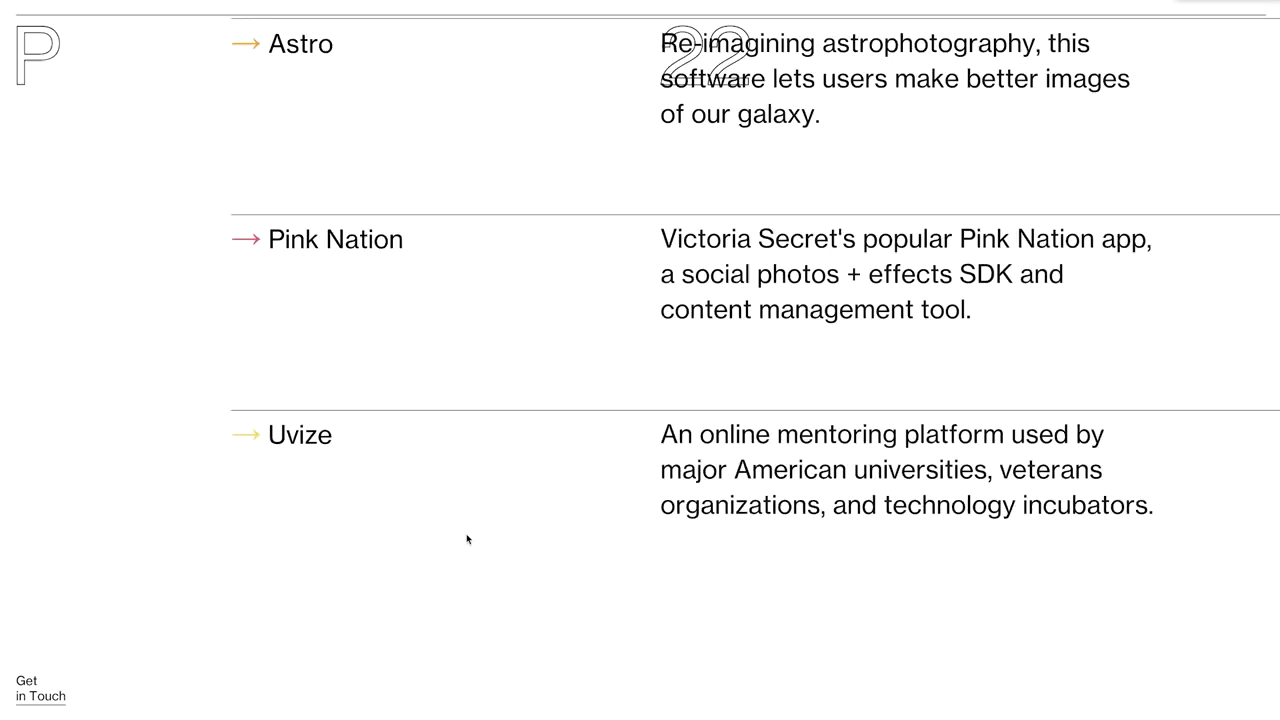 P
→ Astro
22
Re-imagining astrophotography, this
software lets users make better images
of our galaxy.
→ Pink Nation
Victoria Secret's popular Pink Nation app,
a social photos + effects SDK and
content management tool.
→ Uvize
An online mentoring platform used by
major American universities, veterans
organizations, and technology incubators.
Get
in Touch